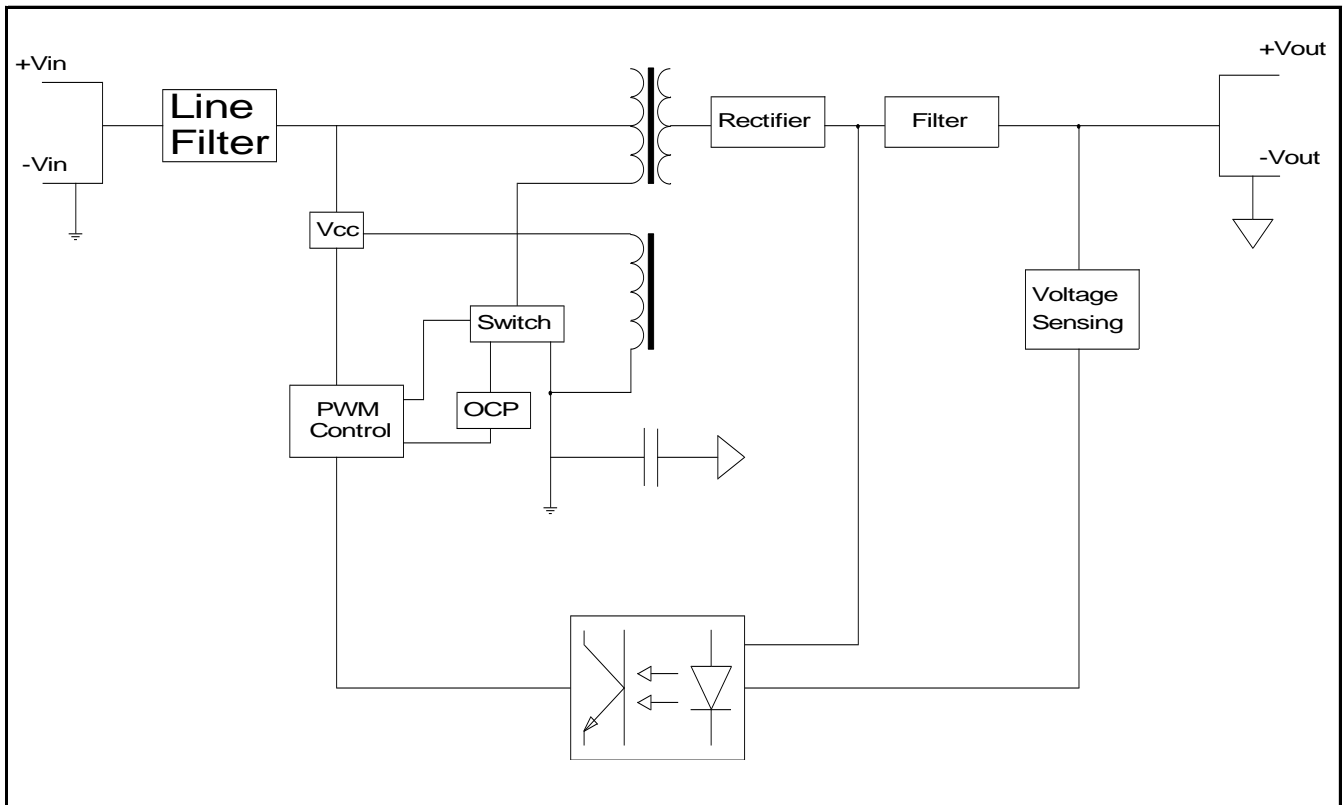 +Vin
-Vin
Line
Filter
Vcc
Switch
PWM
Control
OCP
Rectifier
Filter
+Vout
-Vout
Voltage
Sensing